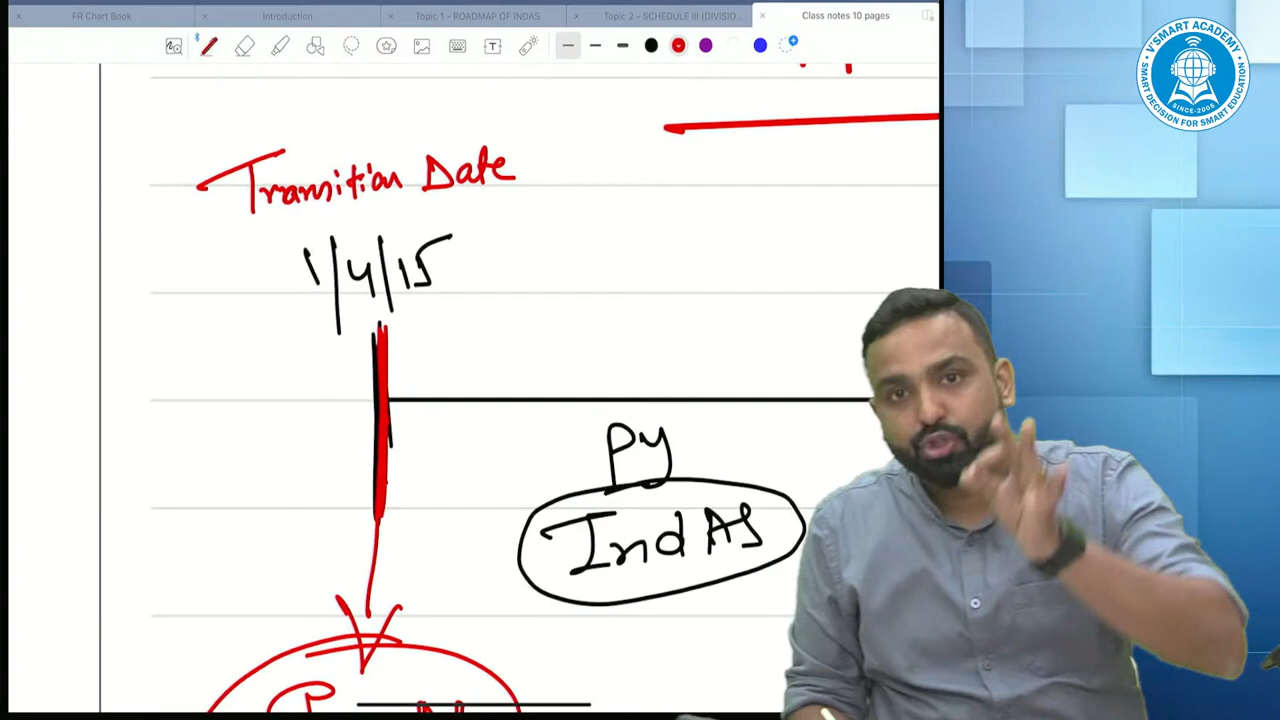 FR Chart Book
Introduction
Topic 1 - ROADMAP OF INDAS
Topic 2 - SCHEDULE III (DIVISIO...
Class notes 10 pages
V'SMART ACADEMY
SMART DECISION FOR SMART EDUCATION
SINCE-2005
Transition Date
1/4/15
Py
Ind AS